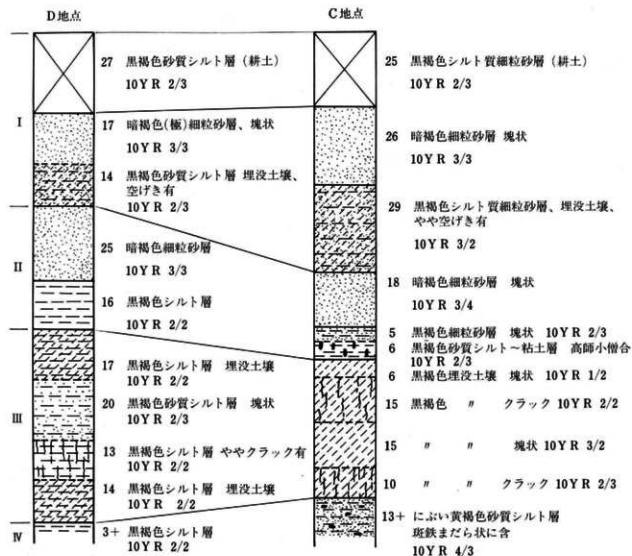 D地点
C地点
I
II
III
IV
27 黒褐色砂質シルト層 (耕土)
10YR 2/3
17 暗褐色(極)細粒砂層、塊状
10YR 3/3
14 黒褐色砂質シルト層 埋没土壌、
空げき有
10YR 2/3
25 暗褐色細粒砂層
10YR 3/3
16 黒褐色シルト層
10YR 2/2
17 黒褐色シルト層 埋没土壌
10YR 2/2
20 黒褐色砂質シルト層 塊状
10YR 2/3
13 黒褐色シルト層 ややクラック有
10YR 2/2
14 黒褐色シルト層 埋没土壌
10YR 2/2
3+ 黒褐色シルト層
10YR 2/2
25 黒褐色シルト質細粒砂層 (耕土)
10YR 2/3
26 暗褐色細粒砂層 塊状
10YR 3/3
29 黒褐色シルト質細粒砂層、埋没土壌、
やや空げき有
10YR 3/2
18 暗褐色細粒砂層 塊状
10YR 3/4
5 黒褐色細粒砂層 塊状 10YR 2/3
6 黒褐色砂質シルト~粘土層 高師小僧合
10YR 2/3
6 黒褐色埋没土壌 塊状 10YR 1/2
15 黒褐色 〃 クラック 10YR 2/2
15 〃 〃 塊状 10YR 3/2
10 〃 〃 クラック 10YR 2/3
13+ にぶい黄褐色砂質シルト層
斑鉄まだら状に含
10YR 4/3